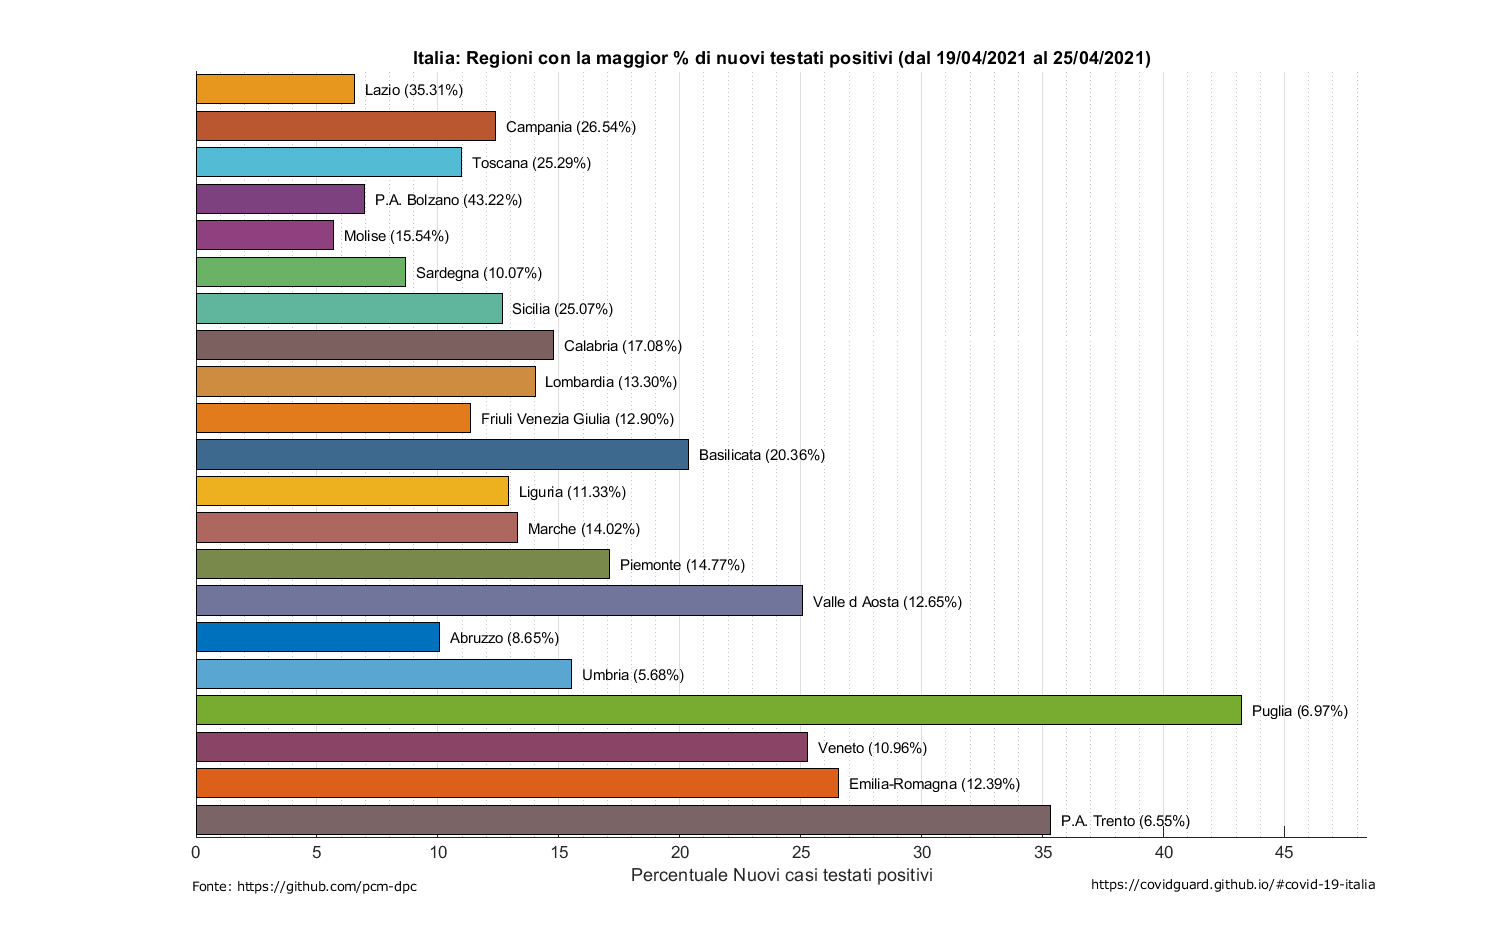 Italia: Regioni con la maggior % di nuovi testati positivi (dal 19/04/2021 al 25/04/2021)
Lazio (35.31%)
Campania (26.54%)
Toscana (25.29%)
P.A. Bolzano (43.22%)
Molise (15.54%)
Sardegna (10.07%)
Sicilia (25.07%)
Calabria (17.08%)
Lombardia (13.30%)
Friuli Venezia Giulia (12.90%)
Basilicata (20.36%)
Liguria (11.33%)
Marche (14.02%)
Piemonte (14.77%)
Valle d Aosta (12.65%)
Abruzzo (8.65%)
Umbria (5.68%)
Puglia (6.97%)
Veneto (10.96%)
Emilia-Romagna (12.39%)
P.A. Trento (6.55%)
0 5 10 15 20 25 30 35 40 45
Percentuale Nuovi casi testati positivi
Fonte: https://github.com/pcm-dpc
https://covidguard.github.io/#covid-19-italia